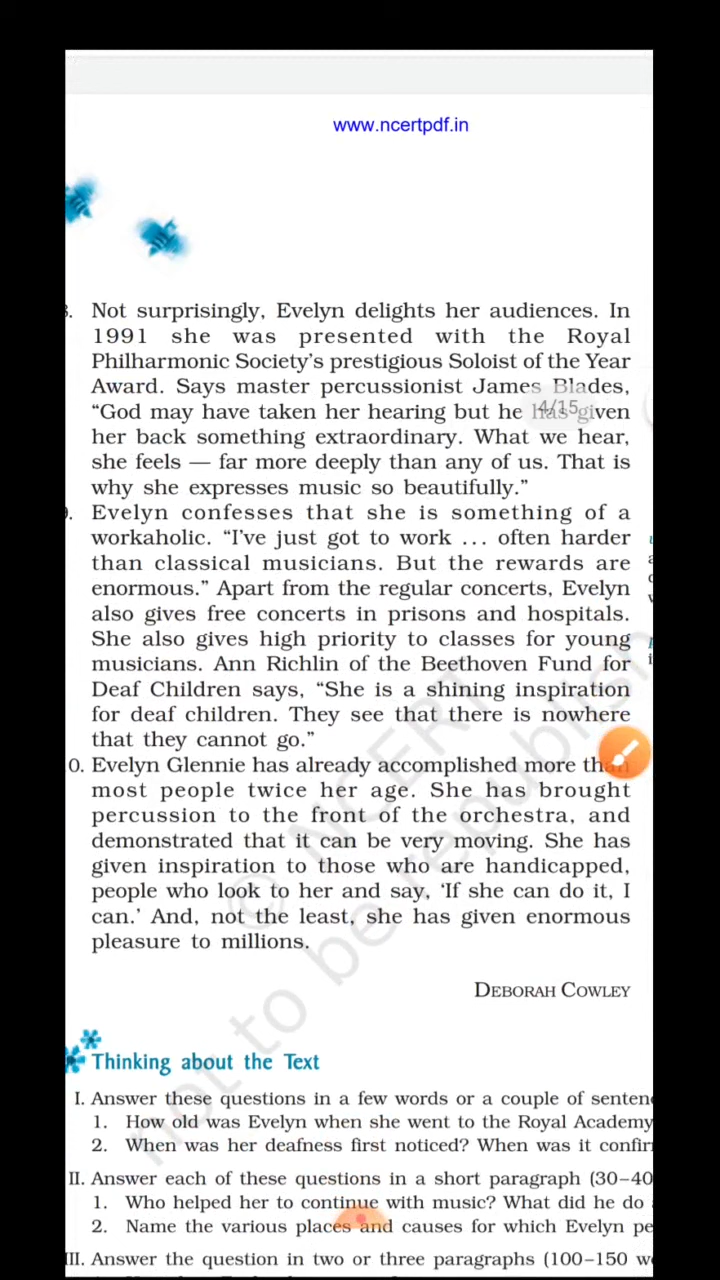 www.ncertpdf.in
8. Not surprisingly, Evelyn delights her audiences. In
1991 she was presented with the Royal
Philharmonic Society's prestigious Soloist of the Year
Award. Says master percussionist James Blades,
“God may have taken her hearing but he has given
4/15
her back something extraordinary. What we hear,
she feels — far more deeply than any of us. That is
why she expresses music so beautifully.”
9. Evelyn confesses that she is something of a
workaholic. “I've just got to work ... often harder
than classical musicians. But the rewards are
enormous.” Apart from the regular concerts, Evelyn
also gives free concerts in prisons and hospitals.
She also gives high priority to classes for young
musicians. Ann Richlin of the Beethoven Fund for
Deaf Children says, “She is a shining inspiration
for deaf children. They see that there is nowhere
that they cannot go.”
0. Evelyn Glennie has already accomplished more than
most people twice her age. She has brought
percussion to the front of the orchestra, and
demonstrated that it can be very moving. She has
given inspiration to those who are handicapped,
people who look to her and say, ‘If she can do it, I
can.’ And, not the least, she has given enormous
pleasure to millions.
DEBORAH COWLEY
Thinking about the Text
I. Answer these questions in a few words or a couple of senten
1. How old was Evelyn when she went to the Royal Academy
2. When was her deafness first noticed? When was it confir
II. Answer each of these questions in a short paragraph (30–40
1. Who helped her to continue with music? What did he do
2. Name the various places and causes for which Evelyn pe
III. Answer the question in two or three paragraphs (100–150 w
© NCERT
not to be republish